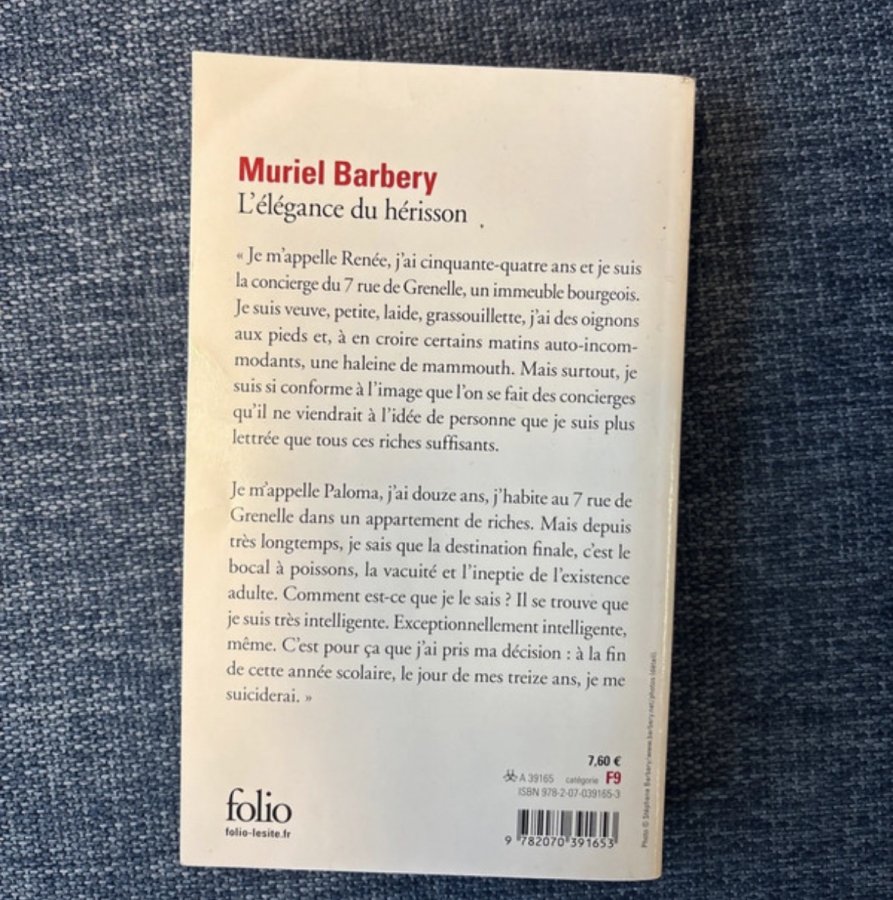 Muriel Barbery
L'élégance du hérisson
« Je m'appelle Renée, j'ai cinquante-quatre ans et je suis
la concierge du 7 rue de Grenelle, un immeuble bourgeois.
Je suis veuve, petite, laide, grassouillette, j'ai des oignons
aux pieds et, à en croire certains matins auto-incom-
modants, une haleine de mammouth. Mais surtout, je
suis si conforme à l'image que l'on se fait des concierges
qu'il ne viendrait à l'idée de personne que je suis plus
lettrée que tous ces riches suffisants.
Je m'appelle Paloma, j'ai douze ans, j'habite au 7 rue de
Grenelle dans un appartement de riches. Mais depuis
très longtemps, je sais que la destination finale, c'est le
bocal à poissons, la vacuité et l'ineptie de l'existence
adulte. Comment est-ce que je le sais ? Il se trouve que
je suis très intelligente. Exceptionnellement intelligente,
même. C'est pour ça que j'ai pris ma décision : à la fin
de cette année scolaire, le jour de mes treize ans, je me
suiciderai. »
7,60 €
A 39165 catégorie F9
ISBN 978-2-07-039165-3
9 782070 391653
folio
folio-lesite.fr
Photo © Stéphane Barbery/www.barbery.net/photos (détail).